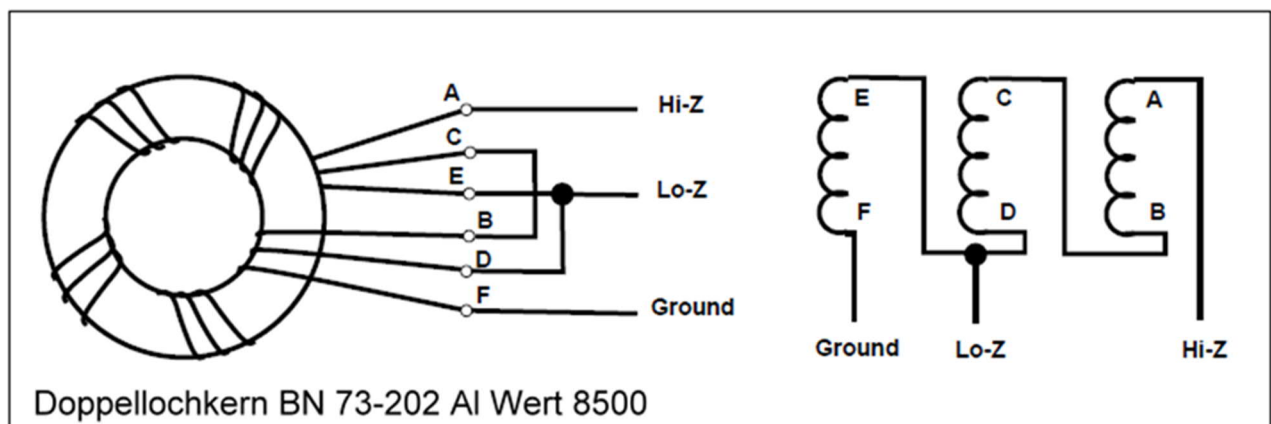 A
Hi-Z
C
E
Lo-Z
B
D
F
Ground
E
C
A
F
D
B
Ground
Lo-Z
Hi-Z
Doppellochkern BN 73-202 Al Wert 8500